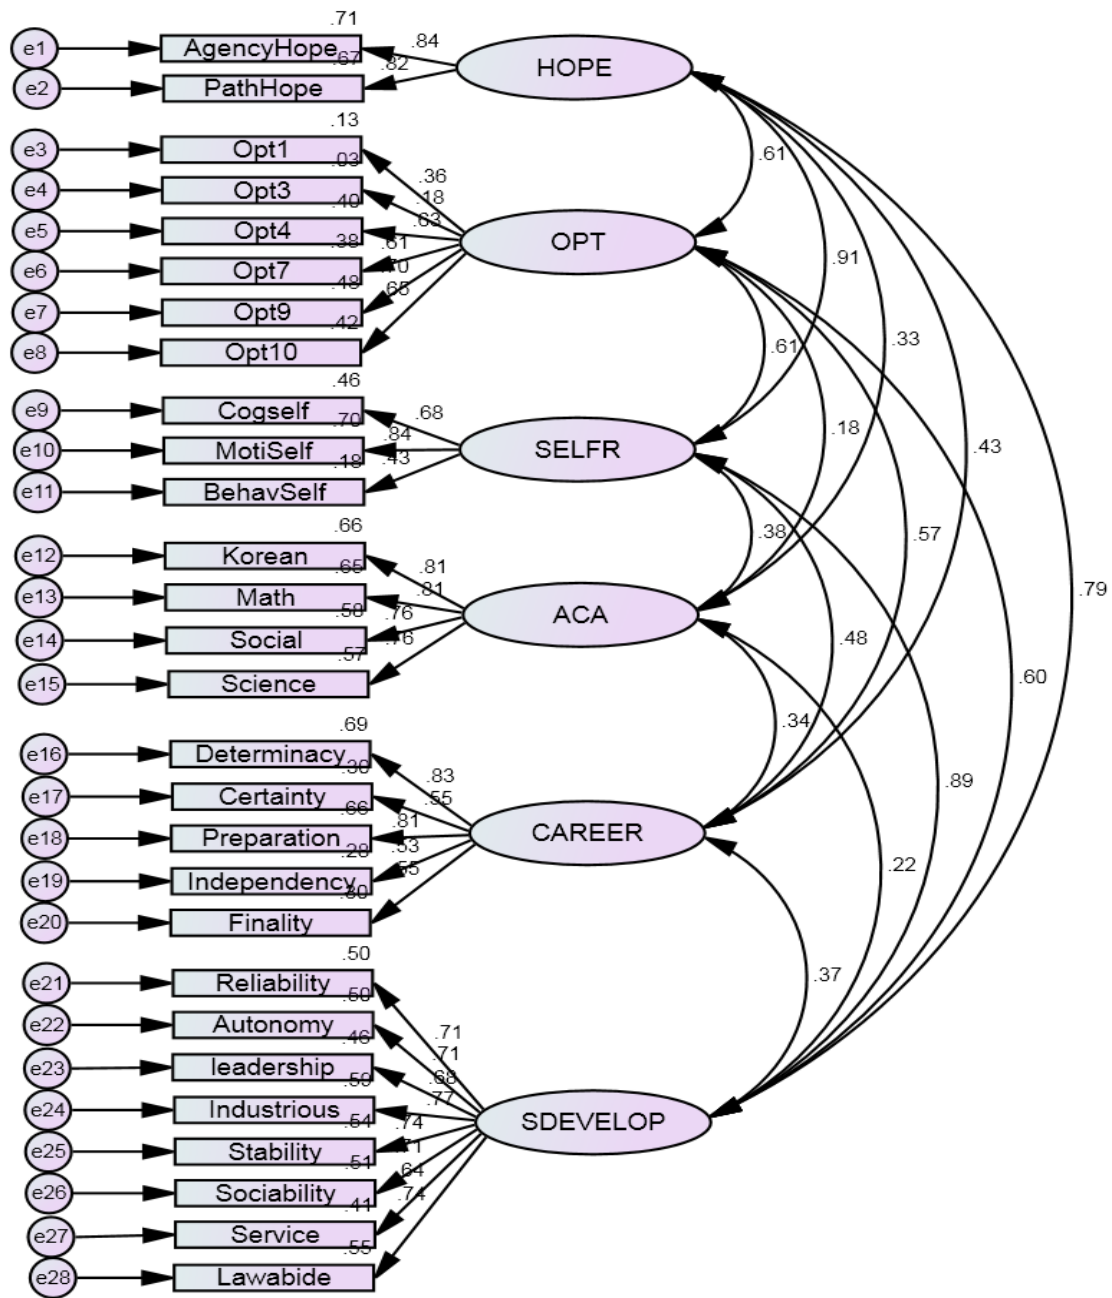 .71
e1 AgencyHope .84 HOPE
.67
e2 PathHope .82
.13
e3 Opt1 .36 .61
.03
e4 Opt3 .18
.40
e5 Opt4 .63 OPT
.38
e6 Opt7 .61 .91
.48
e7 Opt9 .70 .33
.42
e8 Opt10 .65 .61
.46
e9 Cogself .68 .18
.70
e10 MotiSelf .84 SELFR .43
.18
e11 BehavSelf .43
.66
e12 Korean .81 .38 .57
.65
e13 Math .81 ACA .79
.58
e14 Social .76 .48
.57
e15 Science .76 .60
.69 .34
e16 Determinacy .83
.30
e17 Certainty .55 .89
.66
e18 Preparation .81 CAREER
.28
e19 Independency .53 .22
.30
e20 Finality .55
.50 .37
e21 Reliability .71
.50
e22 Autonomy .71
.46
e23 leadership .68
.59
e24 Industrious .77 SDEVELOP
.54
e25 Stability .74
.51
e26 Sociability .71
.41
e27 Service .64
.55
e28 Lawabide .74